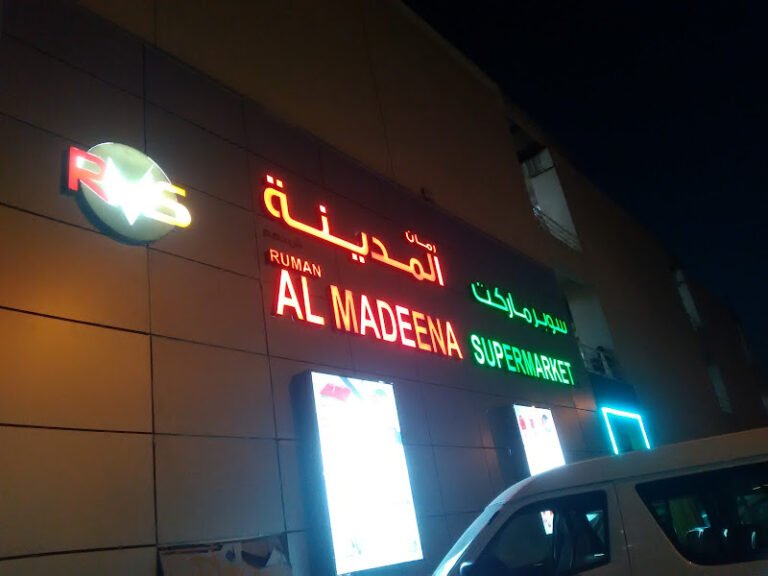 RMS
رمان
المدينة
RUMAN
AL MADEENA
سوبر ماركت
SUPERMARKET